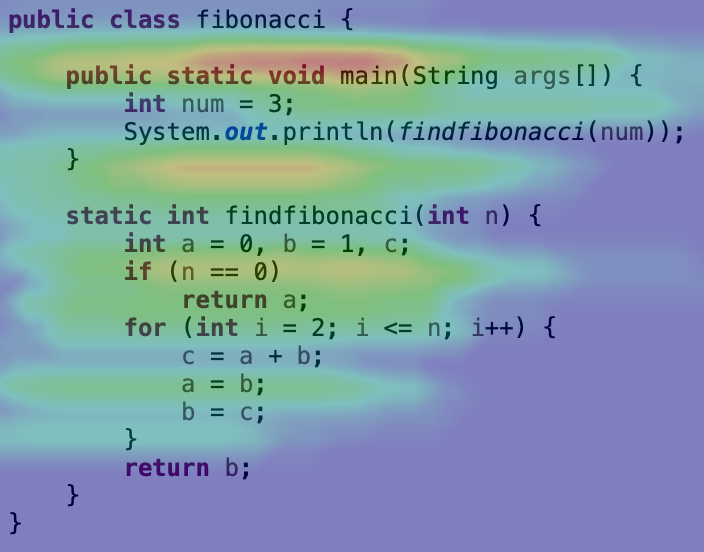 public class fibonacci {
    public static void main(String args[]) {
        int num = 3;
        System.out.println(findfibonacci(num));
    }
    static int findfibonacci(int n) {
        int a = 0, b = 1, c;
        if (n == 0)
            return a;
        for (int i = 2; i <= n; i++) {
            c = a + b;
            a = b;
            b = c;
        }
        return b;
    }
}